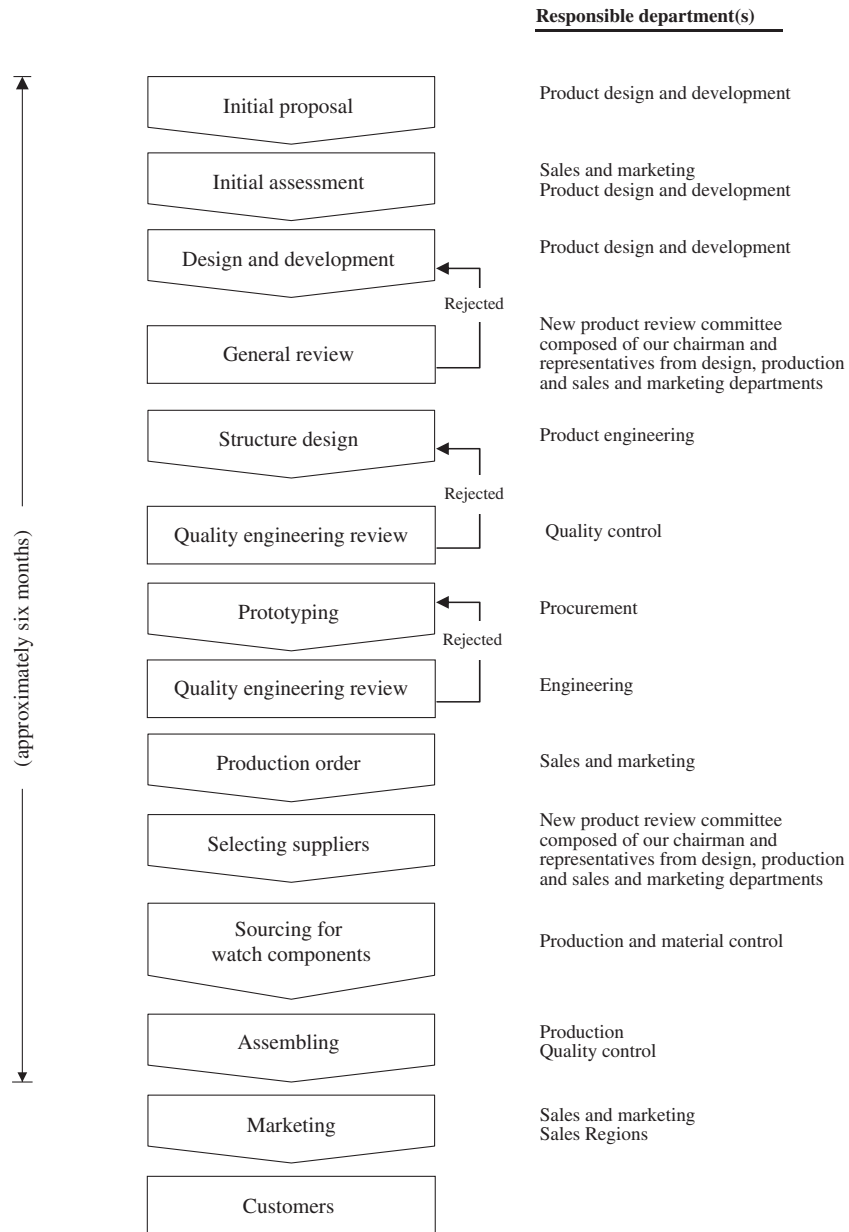 Responsible department(s)
Initial proposal
Product design and development
Initial assessment
Sales and marketing
Product design and development
Design and development
Product design and development
Rejected
General review
New product review committee
composed of our chairman and
representatives from design, production
and sales and marketing departments
Structure design
Product engineering
Rejected
Quality engineering review
Quality control
Prototyping
Procurement
Rejected
Quality engineering review
Engineering
(approximately six months)
Production order
Sales and marketing
Selecting suppliers
New product review committee
composed of our chairman and
representatives from design, production
and sales and marketing departments
Sourcing for
watch components
Production and material control
Assembling
Production
Quality control
Marketing
Sales and marketing
Sales Regions
Customers